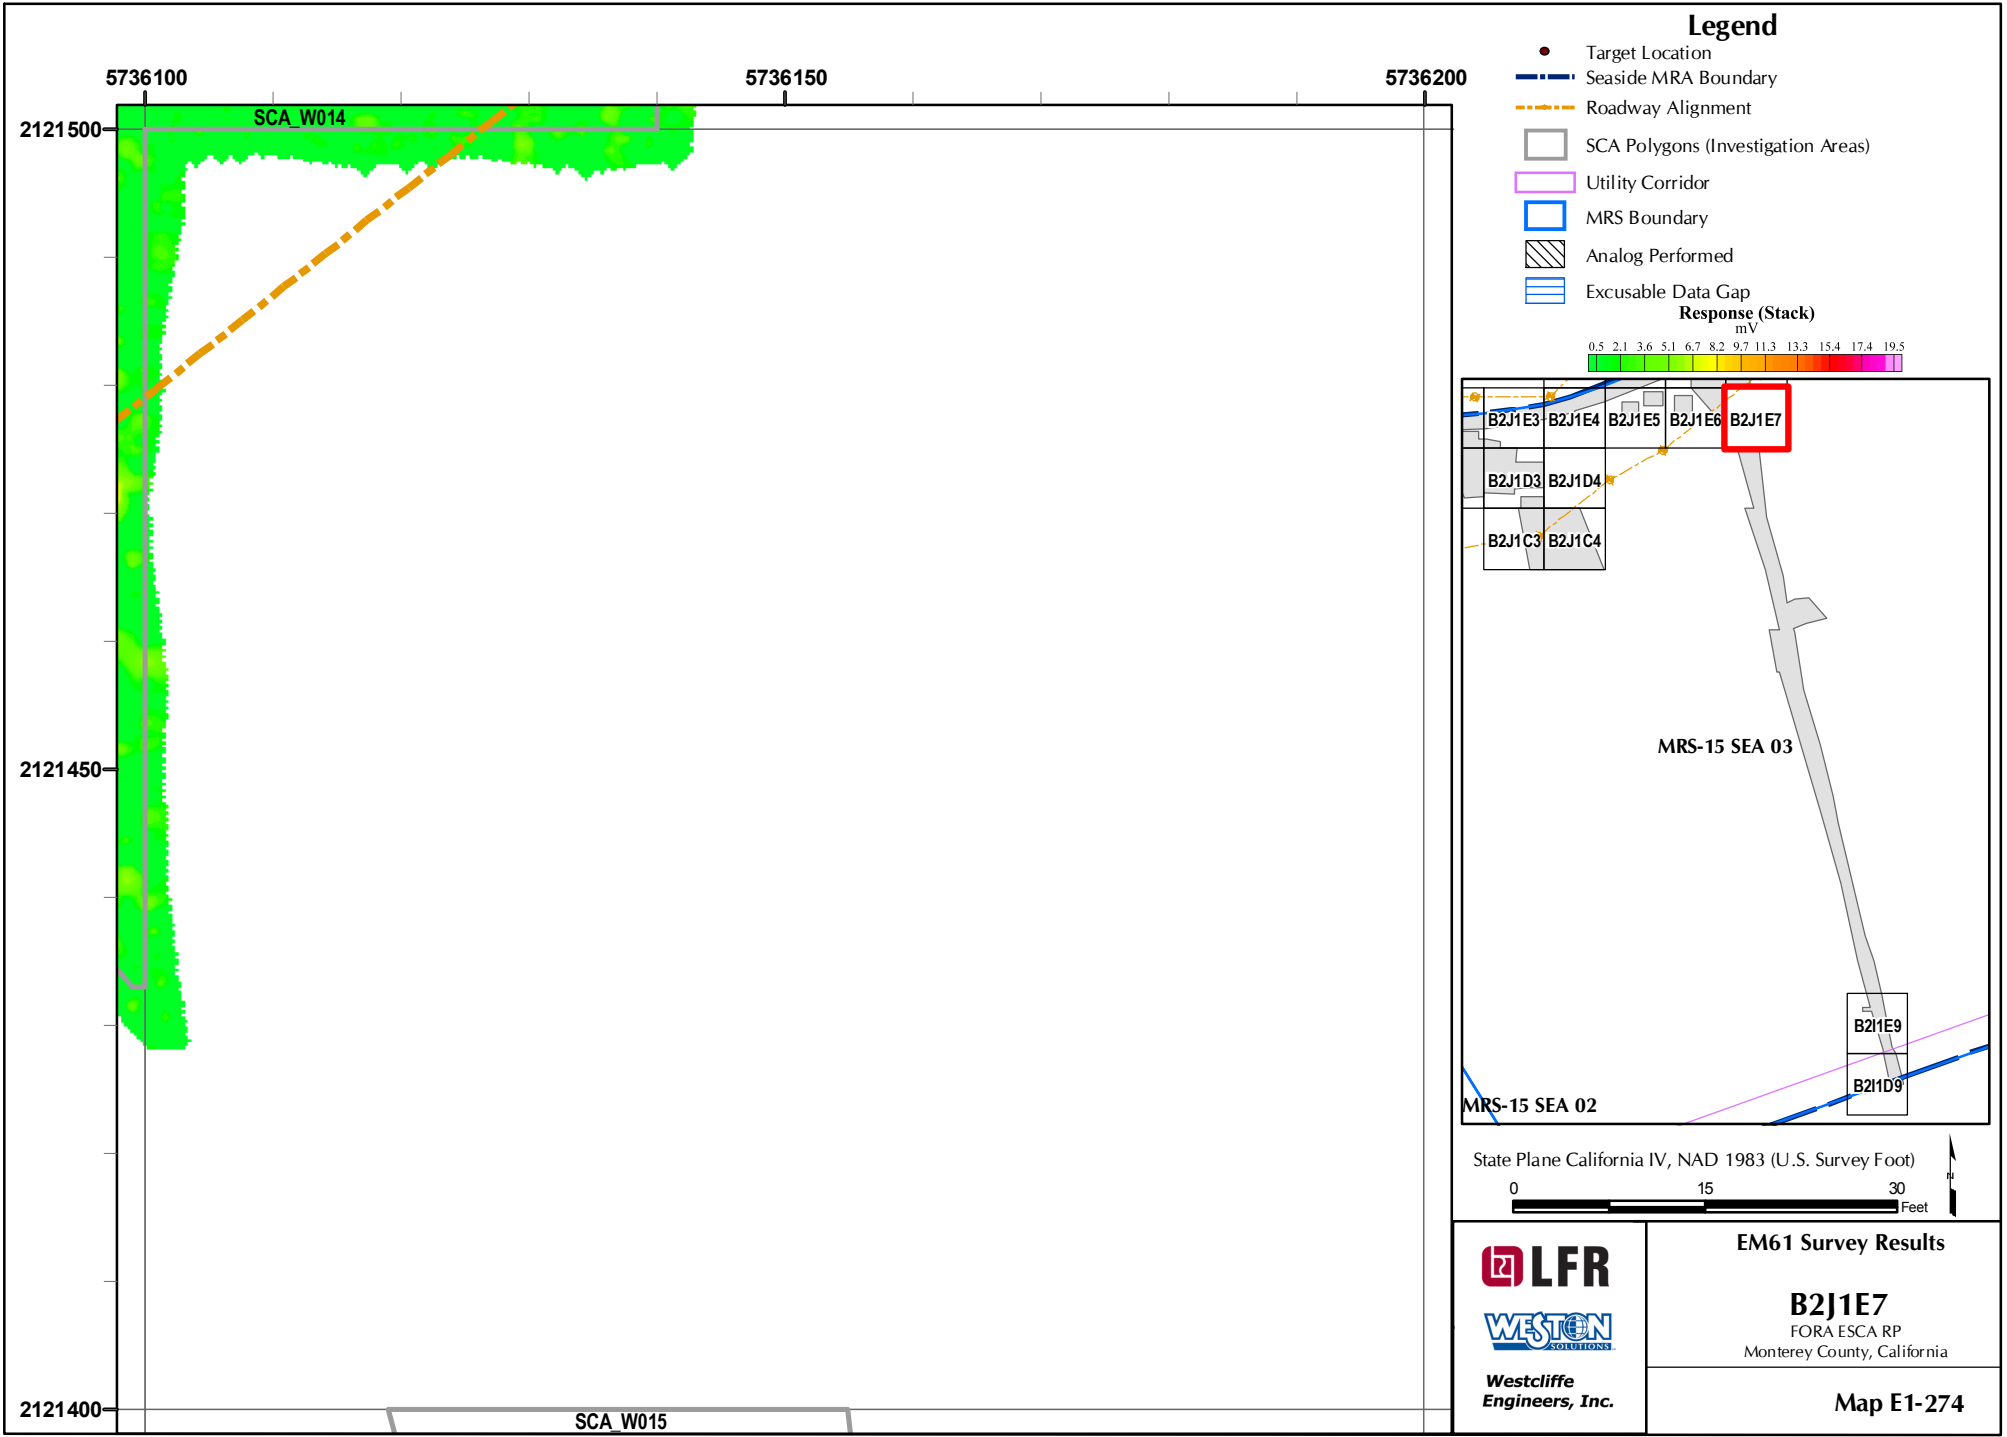 5736100
5736150
5736200
2121500
2121450
2121400
SCA_W014
SCA_W015
Legend
Target Location
Seaside MRA Boundary
Roadway Alignment
SCA Polygons (Investigation Areas)
Utility Corridor
MRS Boundary
Analog Performed
Excusable Data Gap
Response (Stack)
mV
0.5 2.1 3.6 5.1 6.7 8.2 9.7 11.3 13.3 15.4 17.4 19.5
B2J1E3 B2J1E4 B2J1E5 B2J1E6 B2J1E7
B2J1D3 B2J1D4
B2J1C3 B2J1C4
MRS-15 SEA 03
B2I1E9
B2I1D9
MRS-15 SEA 02
State Plane California IV, NAD 1983 (U.S. Survey Foot)
N
0 15 30
Feet
LFR
WESTON
SOLUTIONS
Westcliffe
Engineers, Inc.
EM61 Survey Results
B2J1E7
FORA ESCA RP
Monterey County, California
Map E1-274